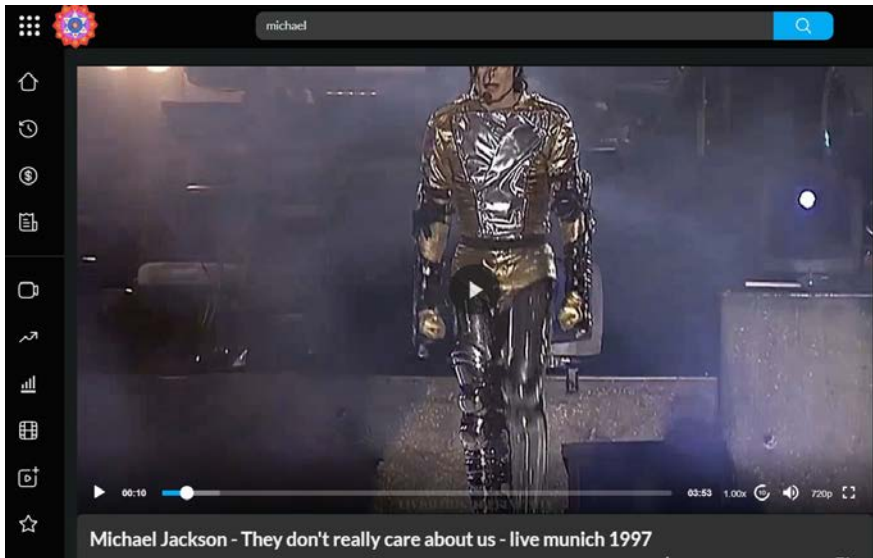 michael
00:10
03:53 1.00x 10 720p
Michael Jackson - They don't really care about us - live munich 1997